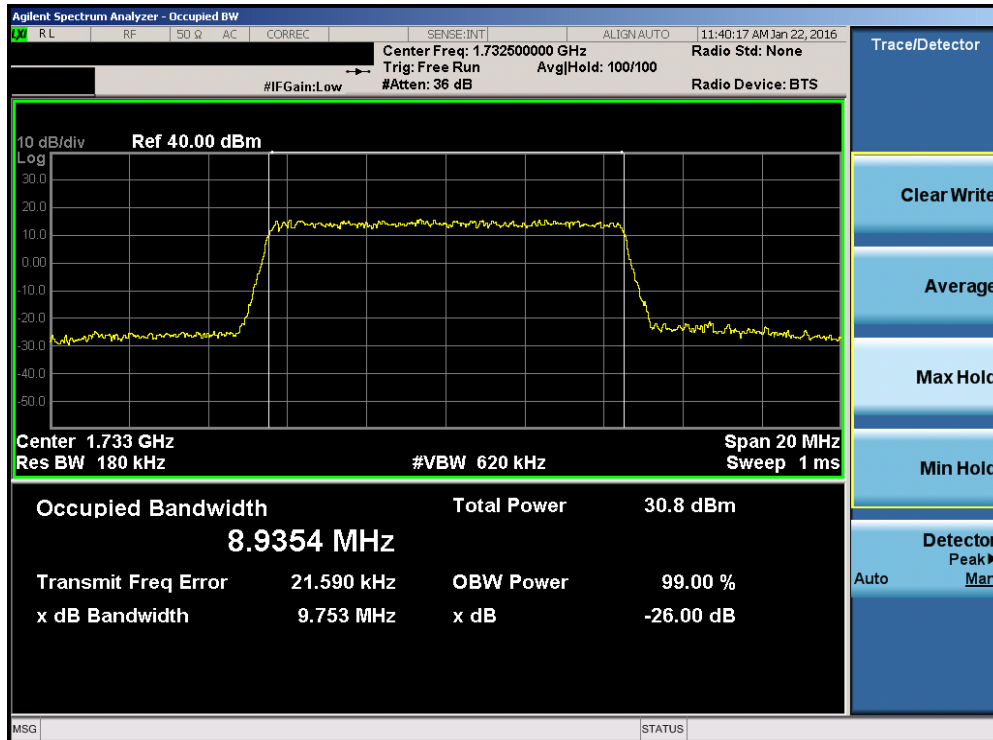 Agilent Spectrum Analyzer - Occupied BW
LXI RL RF 50 Ω AC CORREC SENSE:INT ALIGN AUTO 11:40:17 AM Jan 22, 2016
Center Freq: 1.732500000 GHz Radio Std: None
Trig: Free Run Avg|Hold: 100/100
#IFGain:Low #Atten: 36 dB Radio Device: BTS
Trace/Detector
10 dB/div Ref 40.00 dBm
Log
30.0
20.0
10.0
0.00
-10.0
-20.0
-30.0
-40.0
-50.0
Center 1.733 GHz Span 20 MHz
Res BW 180 kHz #VBW 620 kHz Sweep 1 ms
Occupied Bandwidth Total Power 30.8 dBm
8.9354 MHz
Transmit Freq Error 21.590 kHz OBW Power 99.00 %
x dB Bandwidth 9.753 MHz x dB -26.00 dB
Clear Write
Average
Max Hold
Min Hold
Detector
Peak
Auto Man
MSG STATUS